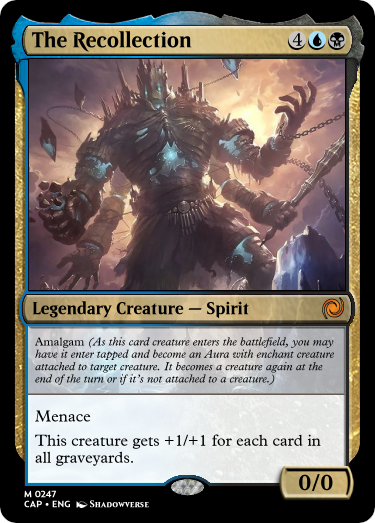 The Recollection 4
Legendary Creature — Spirit
Amalgam (As this card creature enters the battlefield, you may
have it enter tapped and become an Aura with enchant creature
attached to target creature. It becomes a creature again at the
end of the turn or if it's not attached to a creature.)
Menace
This creature gets +1/+1 for each card in
all graveyards.
0/0
M 0247
CAP • ENG SHADOWVERSE